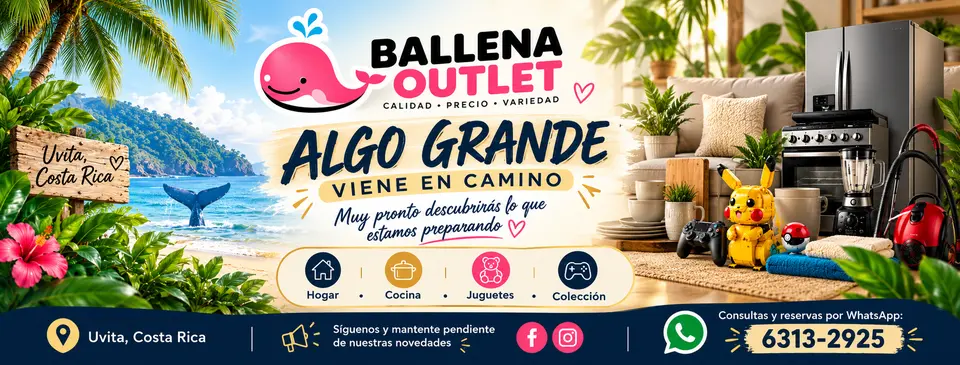 Uvita,
Costa Rica
BALLENA
OUTLET
CALIDAD • PRECIO • VARIEDAD
ALGO GRANDE
VIENE EN CAMINO
Muy pronto descubrirás lo que
estamos preparando
Hogar • Cocina • Juguetes • Colección
Uvita, Costa Rica
Síguenos y mantente pendiente
de nuestras novedades
Consultas y reservas por WhatsApp:
6313-2925